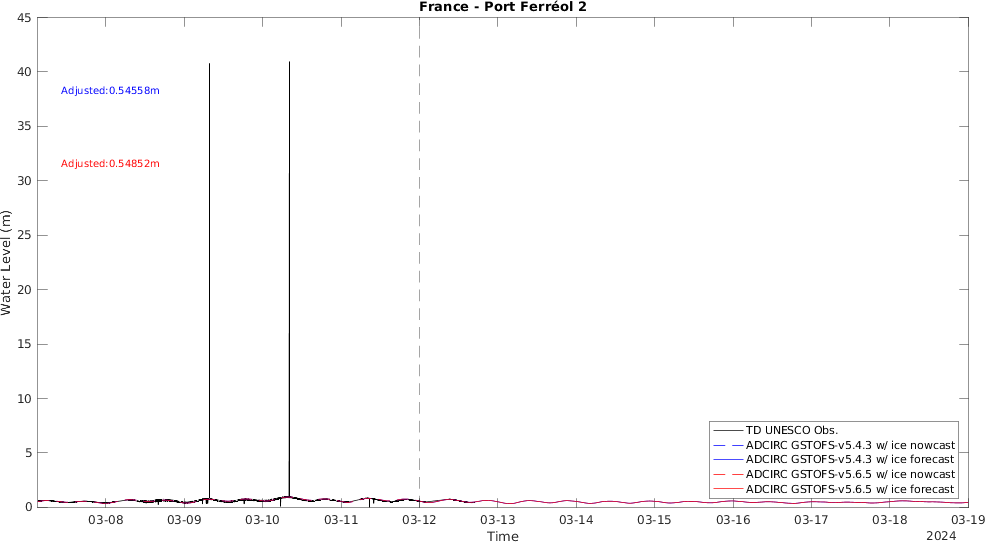 France - Port Ferréol 2
Water Level (m)
45
40
35
30
25
20
15
10
5
0
Adjusted:0.54558m
Adjusted:0.54852m
TD UNESCO Obs.
ADCIRC GSTOFS-v5.4.3 w/ ice nowcast
ADCIRC GSTOFS-v5.4.3 w/ ice forecast
ADCIRC GSTOFS-v5.6.5 w/ ice nowcast
ADCIRC GSTOFS-v5.6.5 w/ ice forecast
03-08 03-09 03-10 03-11 03-12 03-13 03-14 03-15 03-16 03-17 03-18 03-19
Time
2024